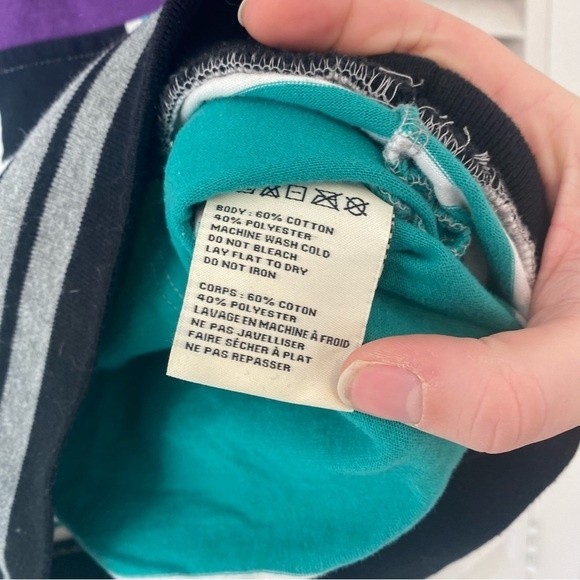 BODY : 60% COTTON
40% POLYESTER
MACHINE WASH COLD
DO NOT BLEACH
LAY FLAT TO DRY
DO NOT IRON
CORPS : 60% COTON
40% POLYESTER
LAVAGE EN MACHINE À FROID
NE PAS JAVELLISER
FAIRE SÉCHER À PLAT
NE PAS REPASSER